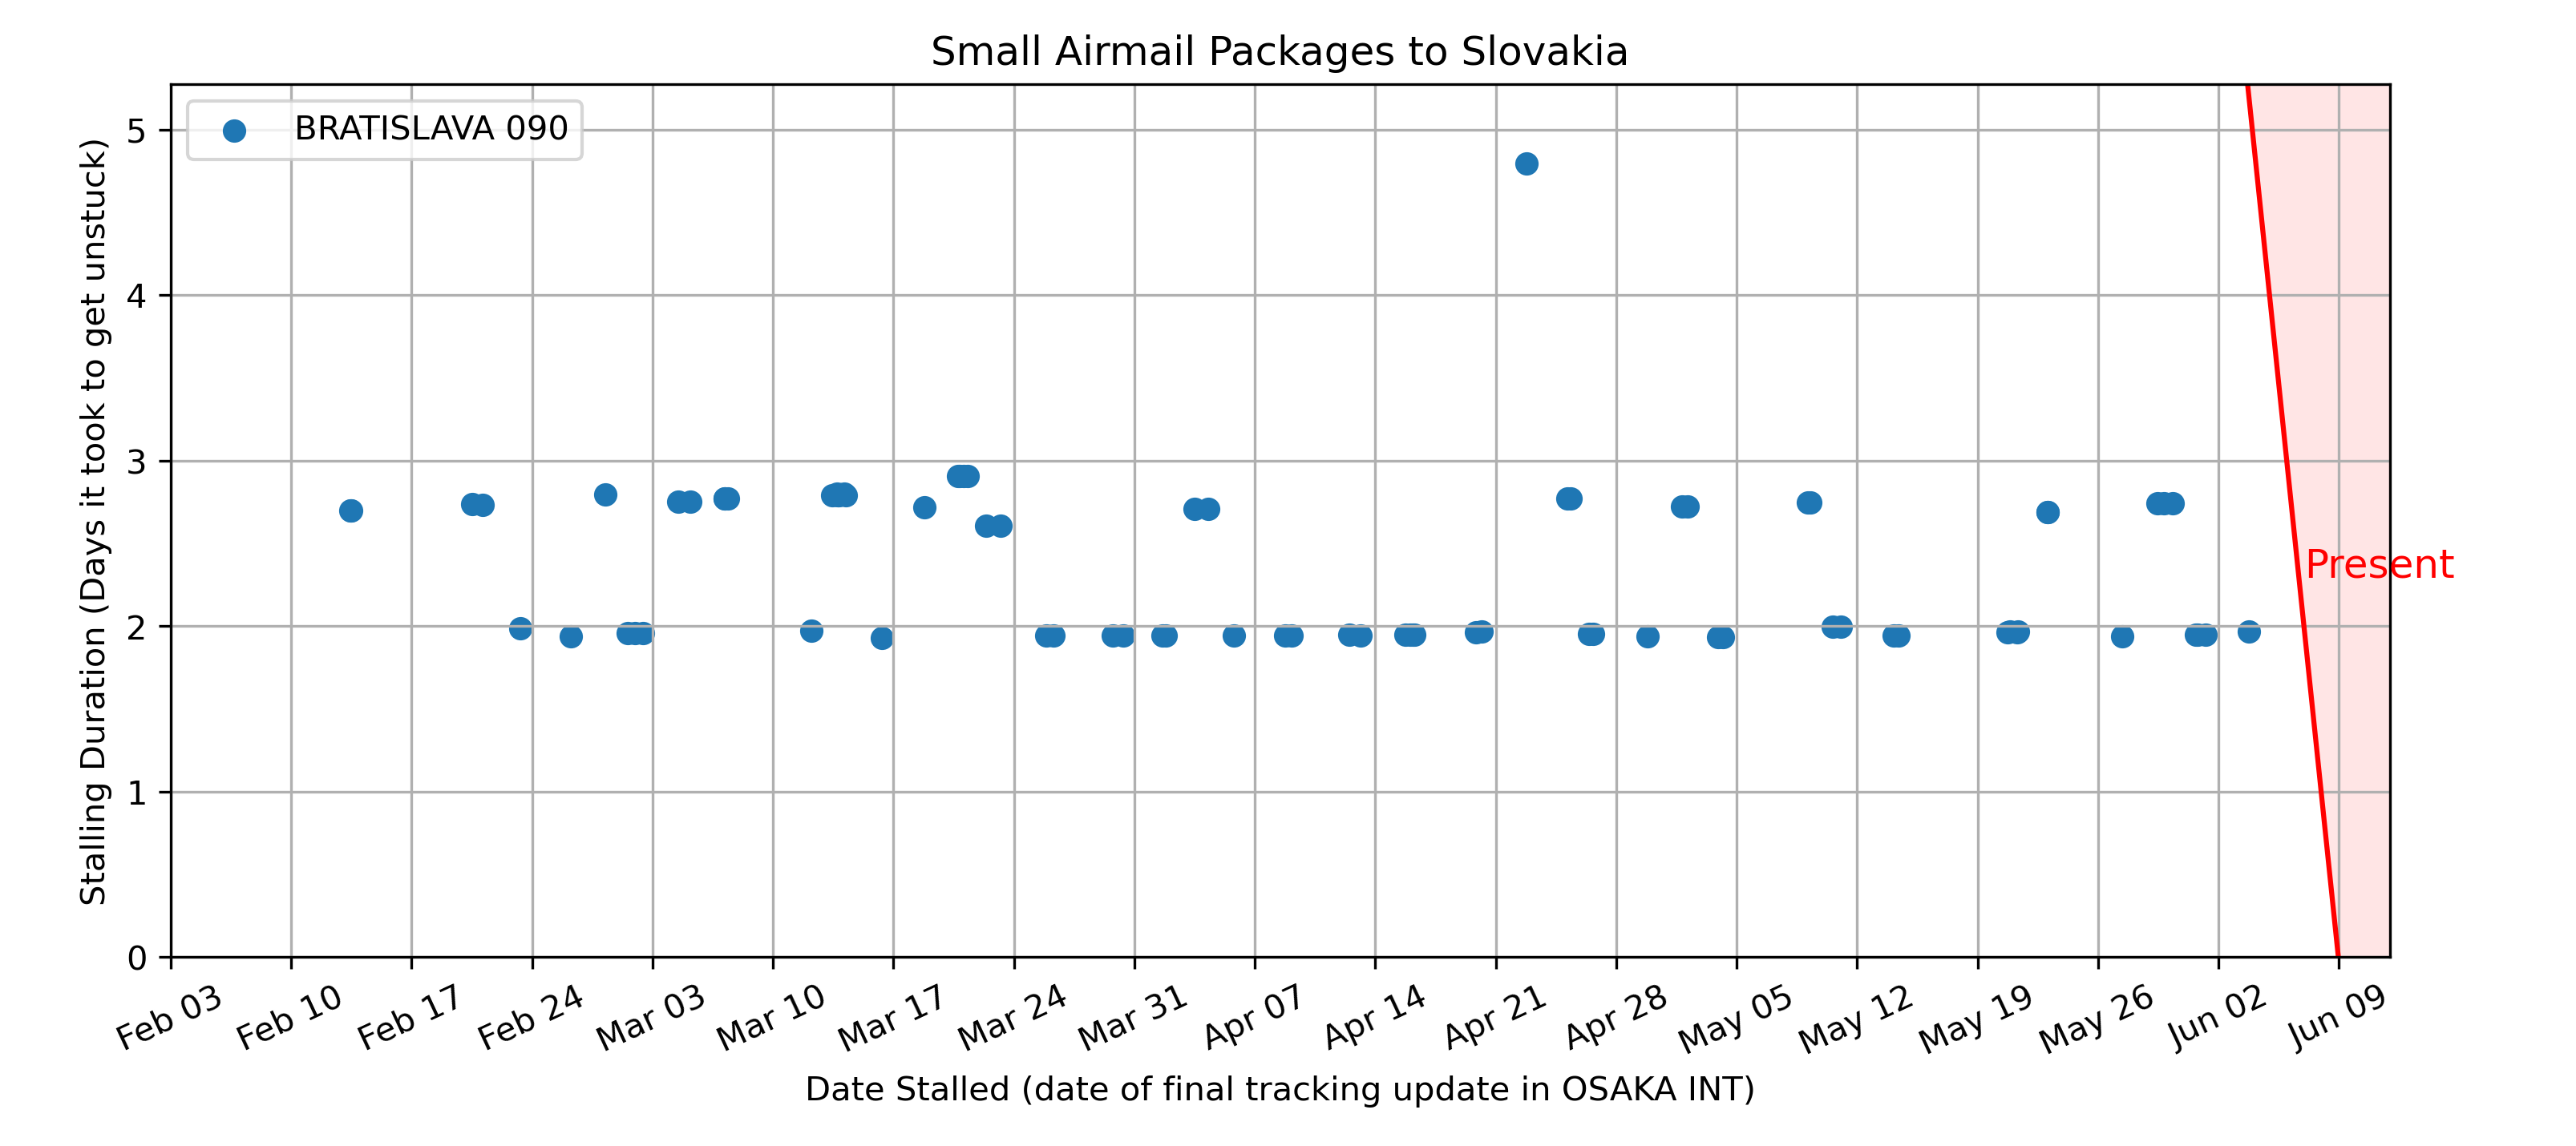 Small Airmail Packages to Slovakia
BRATISLAVA 090
Stalling Duration (Days it took to get unstuck)
5
4
3
2
1
0
Present
Feb 03
Feb 10
Feb 17
Feb 24
Mar 03
Mar 10
Mar 17
Mar 24
Mar 31
Apr 07
Apr 14
Apr 21
Apr 28
May 05
May 12
May 19
May 26
Jun 02
Jun 09
Date Stalled (date of final tracking update in OSAKA INT)